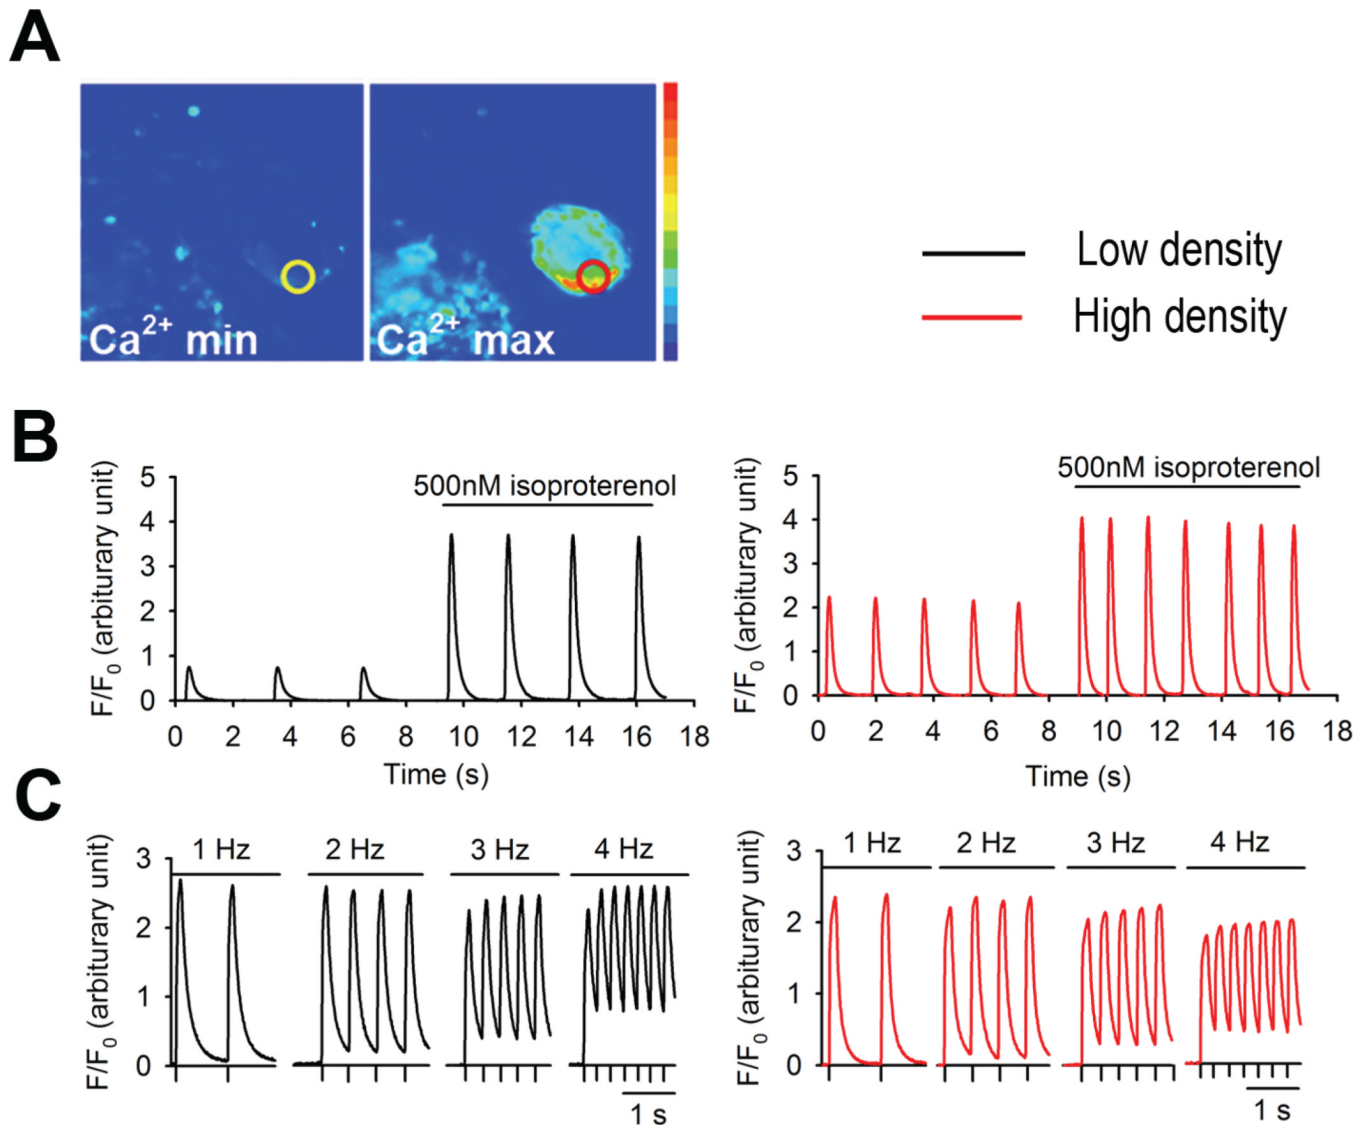 A
Ca2+ min
Ca2+ max
Low density
High density
B
F/F0 (arbiturary unit)
5
4
3
2
1
0
500nM isoproterenol
0 2 4 6 8 10 12 14 16 18
Time (s)
F/F0 (arbiturary unit)
5
4
3
2
1
0
500nM isoproterenol
0 2 4 6 8 10 12 14 16 18
Time (s)
C
F/F0 (arbiturary unit)
3
2
1
0
1 Hz 2 Hz 3 Hz 4 Hz
1 s
F/F0 (arbiturary unit)
3
2
1
0
1 Hz 2 Hz 3 Hz 4 Hz
1 s